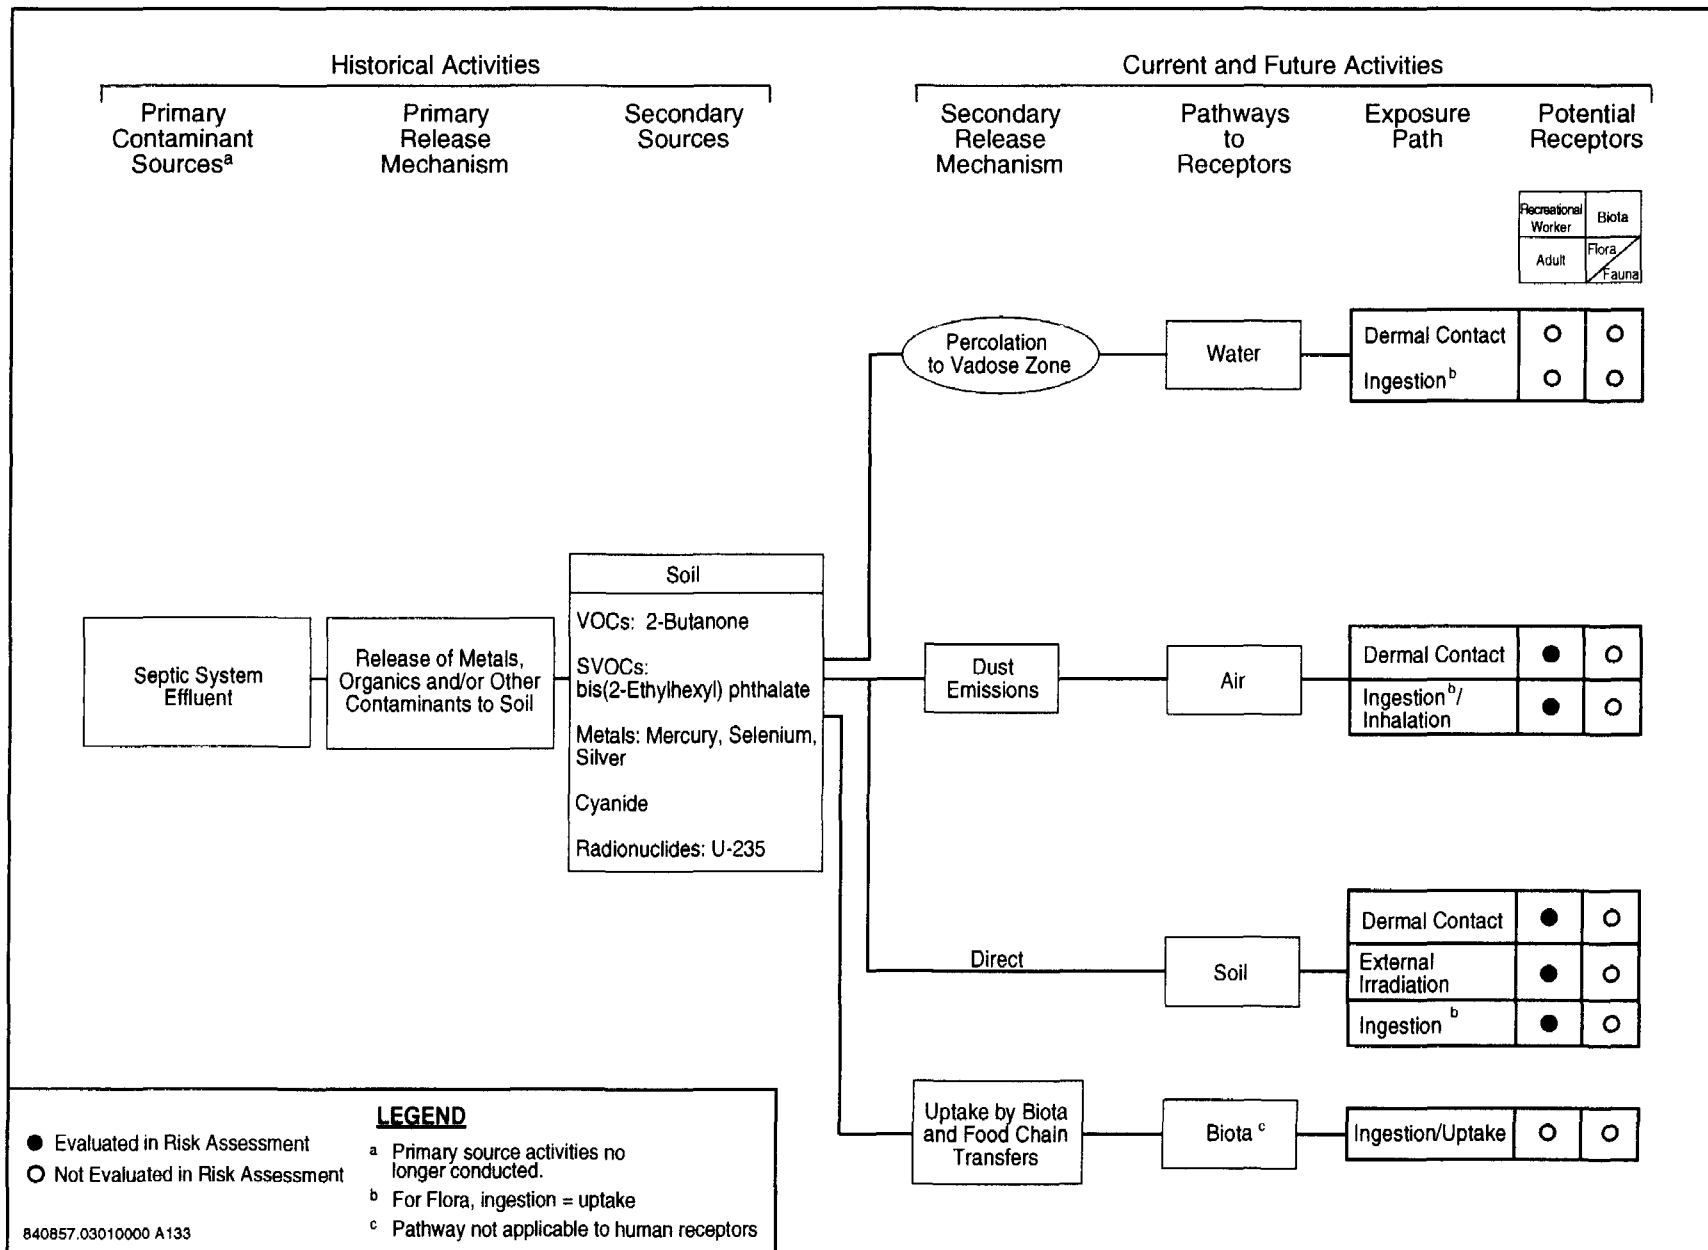 Historical Activities
Current and Future Activities
Primary
Contaminant
Sourcesᵃ
Primary
Release
Mechanism
Secondary
Sources
Secondary
Release
Mechanism
Pathways
to
Receptors
Exposure
Path
Potential
Receptors
Recreational
Worker
Biota
Adult
Flora
Fauna
Percolation
to Vadose Zone
Water
Dermal Contact
Ingestionᵇ
Septic System
Effluent
Release of Metals,
Organics and/or Other
Contaminants to Soil
Soil
VOCs: 2-Butanone
SVOCs:
bis(2-Ethylhexyl) phthalate
Metals: Mercury, Selenium,
Silver
Cyanide
Radionuclides: U-235
Dust
Emissions
Air
Dermal Contact
Ingestionᵇ/
Inhalation
Direct
Soil
Dermal Contact
External
Irradiation
Ingestion ᵇ
Uptake by Biota
and Food Chain
Transfers
Biota ᶜ
Ingestion/Uptake
LEGEND
● Evaluated in Risk Assessment
O Not Evaluated in Risk Assessment
ᵃ Primary source activities no
longer conducted.
ᵇ For Flora, ingestion = uptake
ᶜ Pathway not applicable to human receptors
840857.03010000 A133